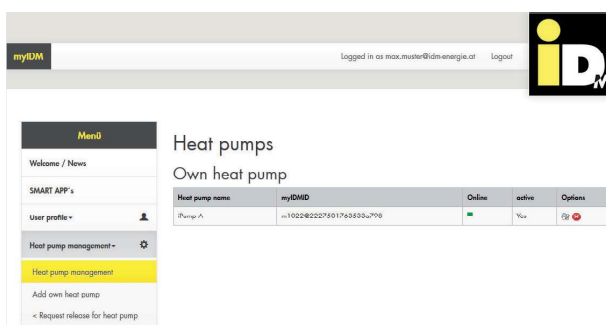 myIDM
Logged in as max.muster@idm-energie.at Logout
iDM
Menü
Welcome / News
SMART APP's
User profile
Heat pump management
Heat pump management
Add own heat pump
< Request release for heat pump
Heat pumps
Own heat pump
Heat pump name myIDMID Online active Options
iPump A Yes